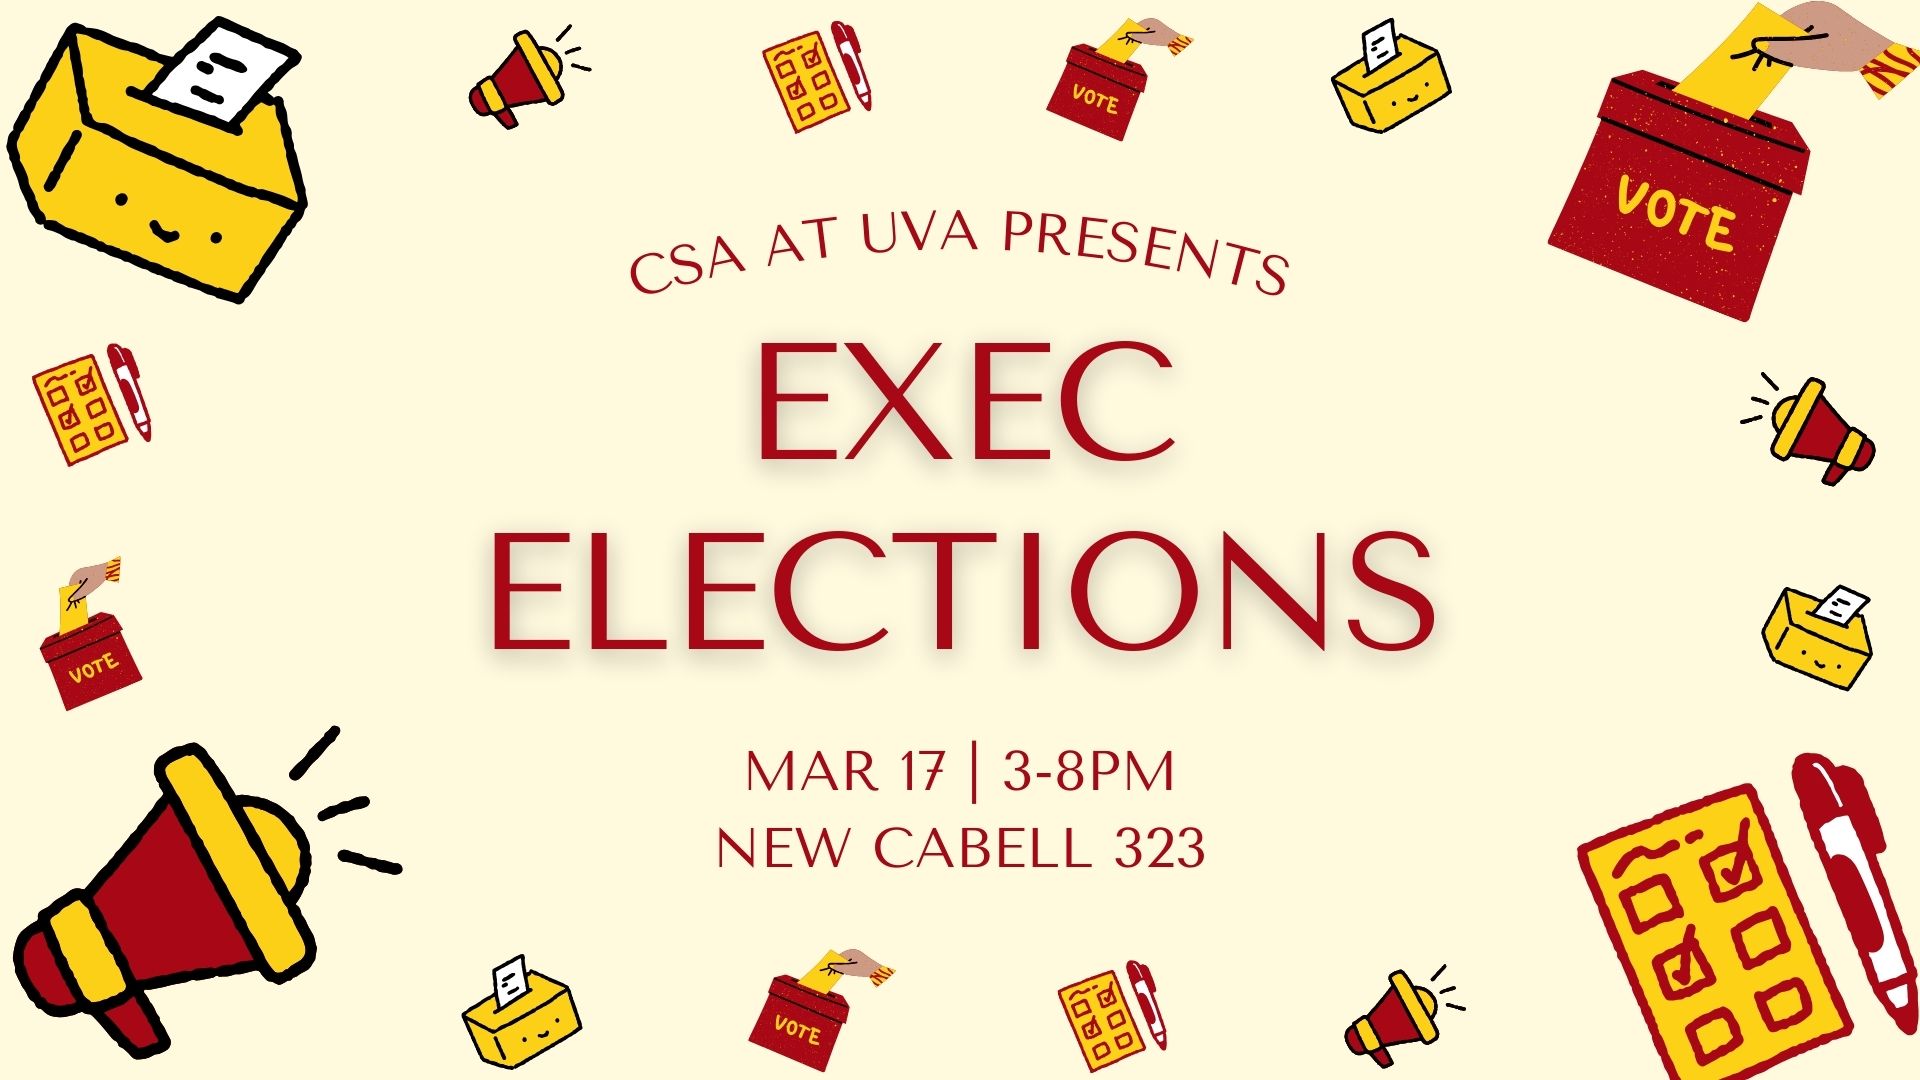 VOTE
VOTE
CSA AT UVA PRESENTS
EXEC
ELECTIONS
VOTE
MAR 17 | 3-8PM
NEW CABELL 323
VOTE